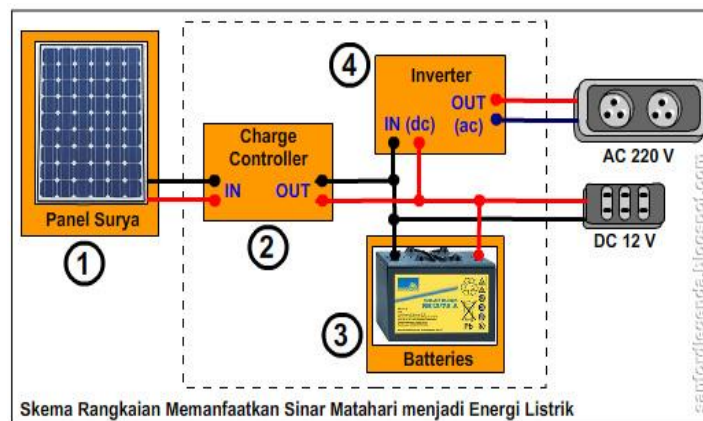 4
Inverter
OUT
IN (dc) (ac)
AC 220 V
1
Panel Surya
Charge
Controller
IN OUT
2
DC 12 V
3
Batteries
Skema Rangkaian Memanfaatkan Sinar Matahari menjadi Energi Listrik